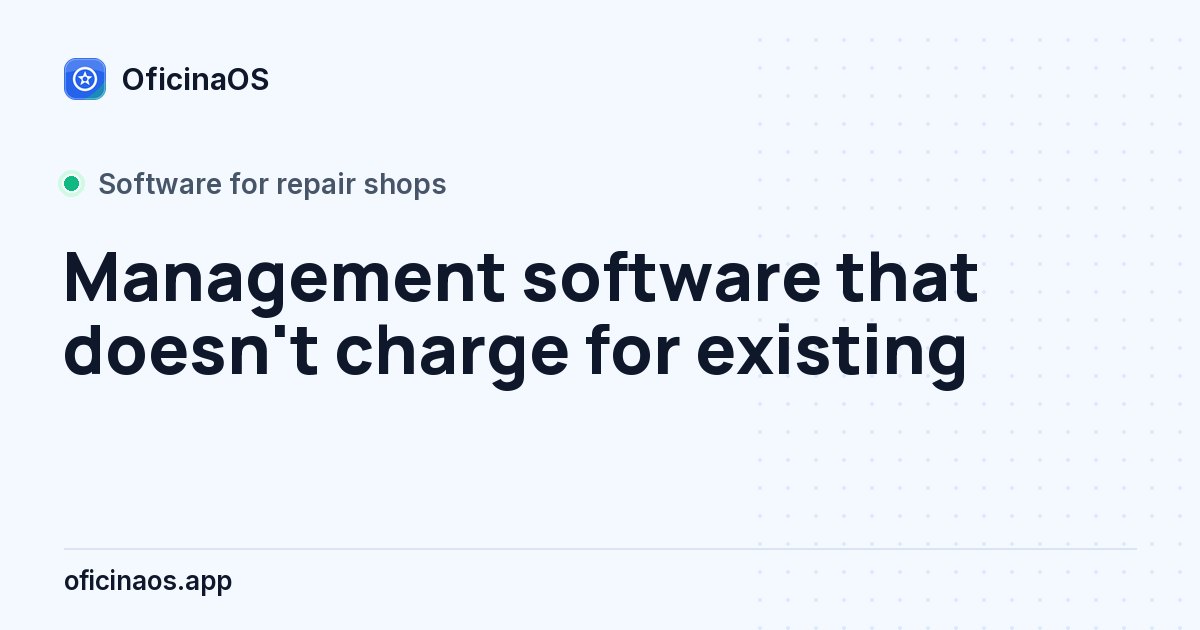 OficinaOS
Software for repair shops
Management software that
doesn't charge for existing
oficinaos.app